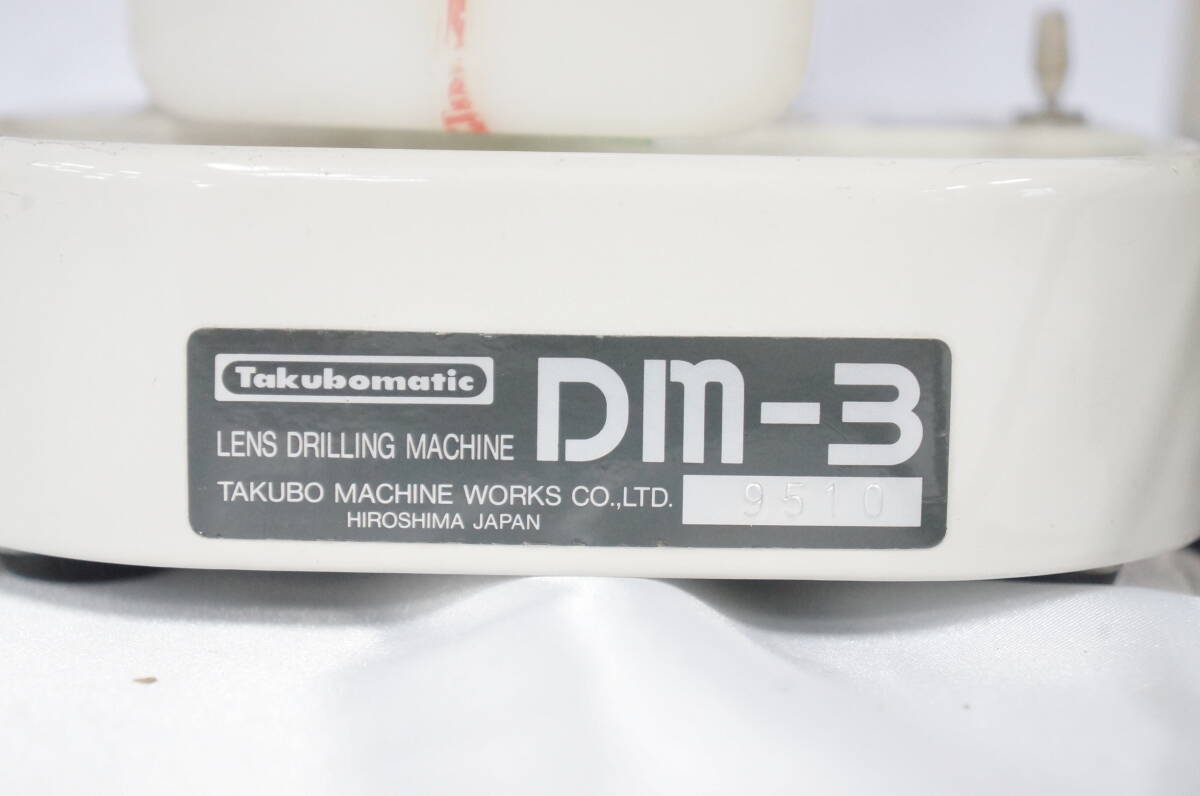 Takubomatic
DM-3
LENS DRILLING MACHINE
TAKUBO MACHINE WORKS CO.,LTD.
9510
HIROSHIMA JAPAN